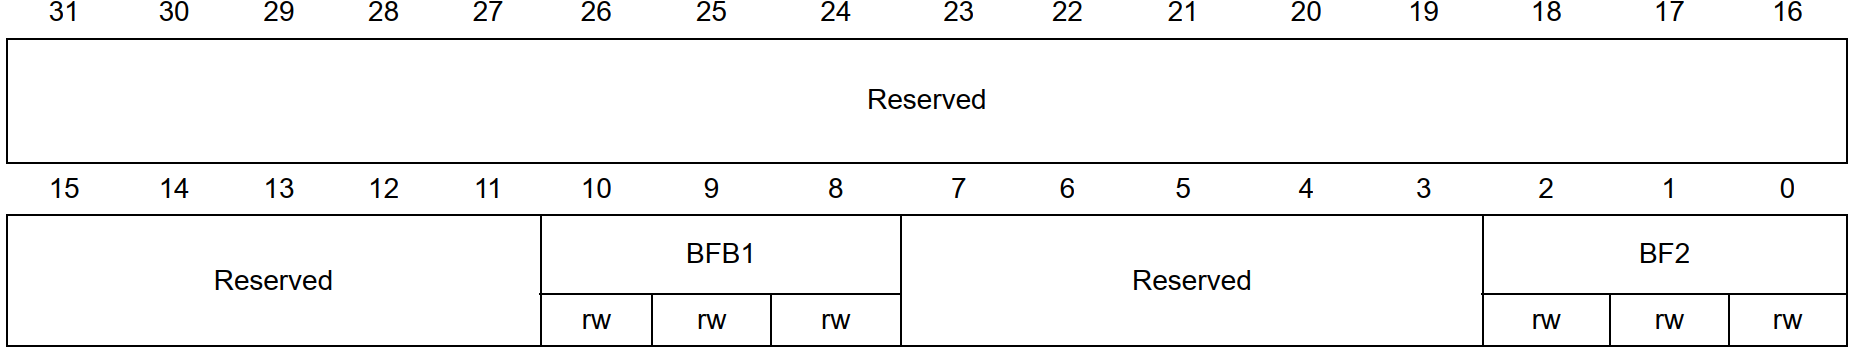 31 30 29 28 27 26 25 24 23 22 21 20 19 18 17 16
Reserved
15 14 13 12 11 10 9 8 7 6 5 4 3 2 1 0
Reserved BFB1 Reserved BF2
rw rw rw rw rw rw